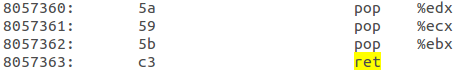 8057360: 5a pop %edx
8057361: 59 pop %ecx
8057362: 5b pop %ebx
8057363: c3 ret